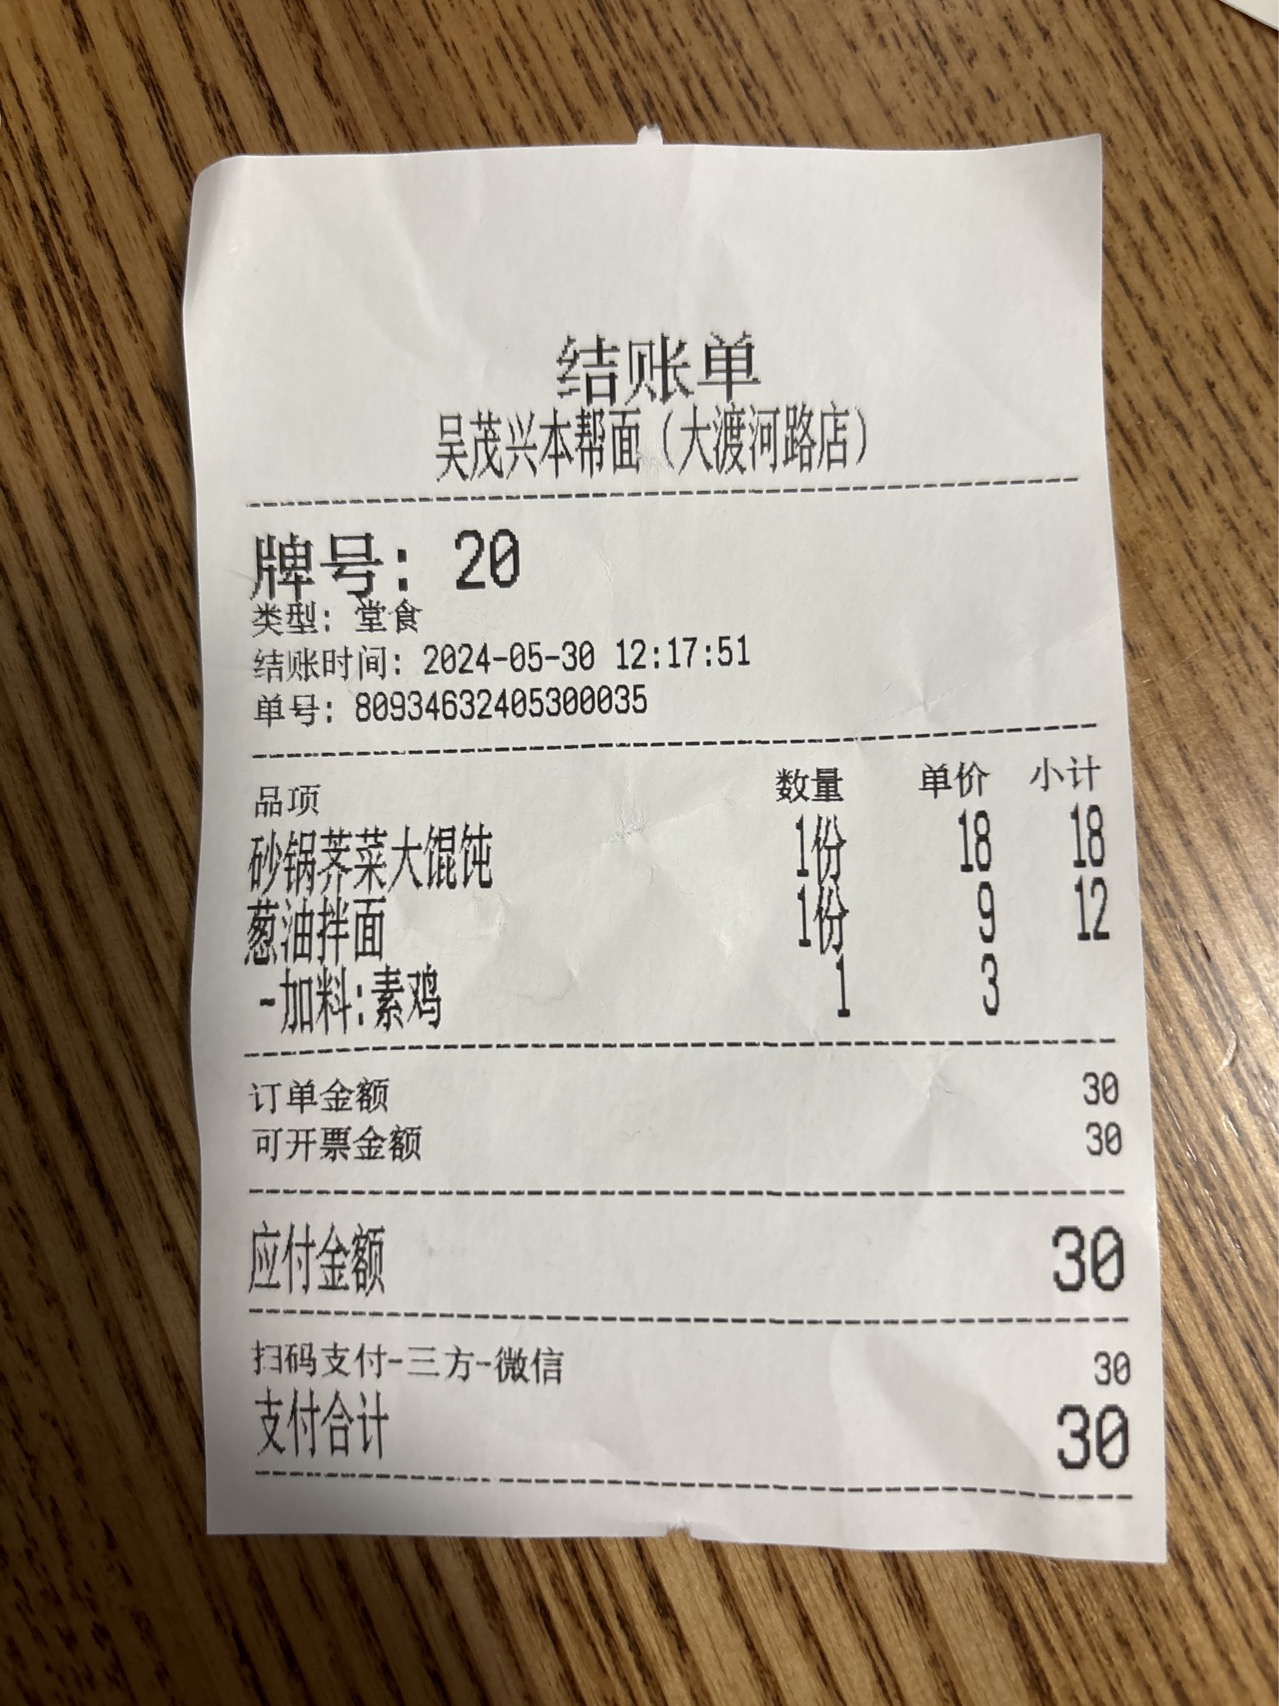 结账单
吴茂兴本帮面（大渡河路店）
牌号: 20
类型: 堂食
结账时间: 2024-05-30 12:17:51
单号: 80934632405300035
品项 数量 单价 小计
砂锅荠菜大馄饨 1份 18 18
葱油拌面 1份 9 12
-加料:素鸡 1 3
订单金额 30
可开票金额 30
应付金额 30
扫码支付-三方-微信 30
支付合计 30